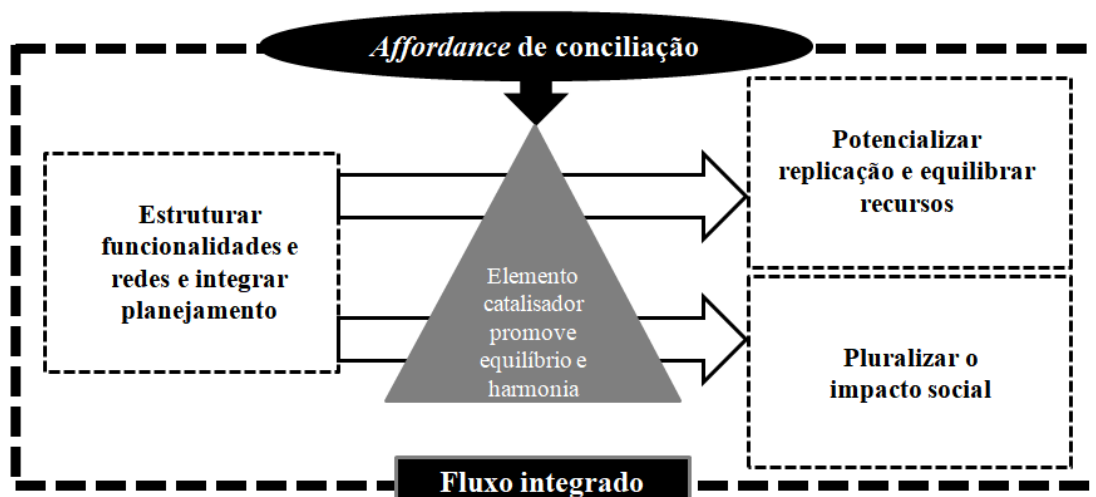 Affordance de conciliação
Estruturar
funcionalidades e
redes e integrar
planejamento
Elemento
catalisador
promove
equilíbrio e
harmonia
Potencializar
replicação e equilibrar
recursos
Pluralizar o
impacto social
Fluxo integrado